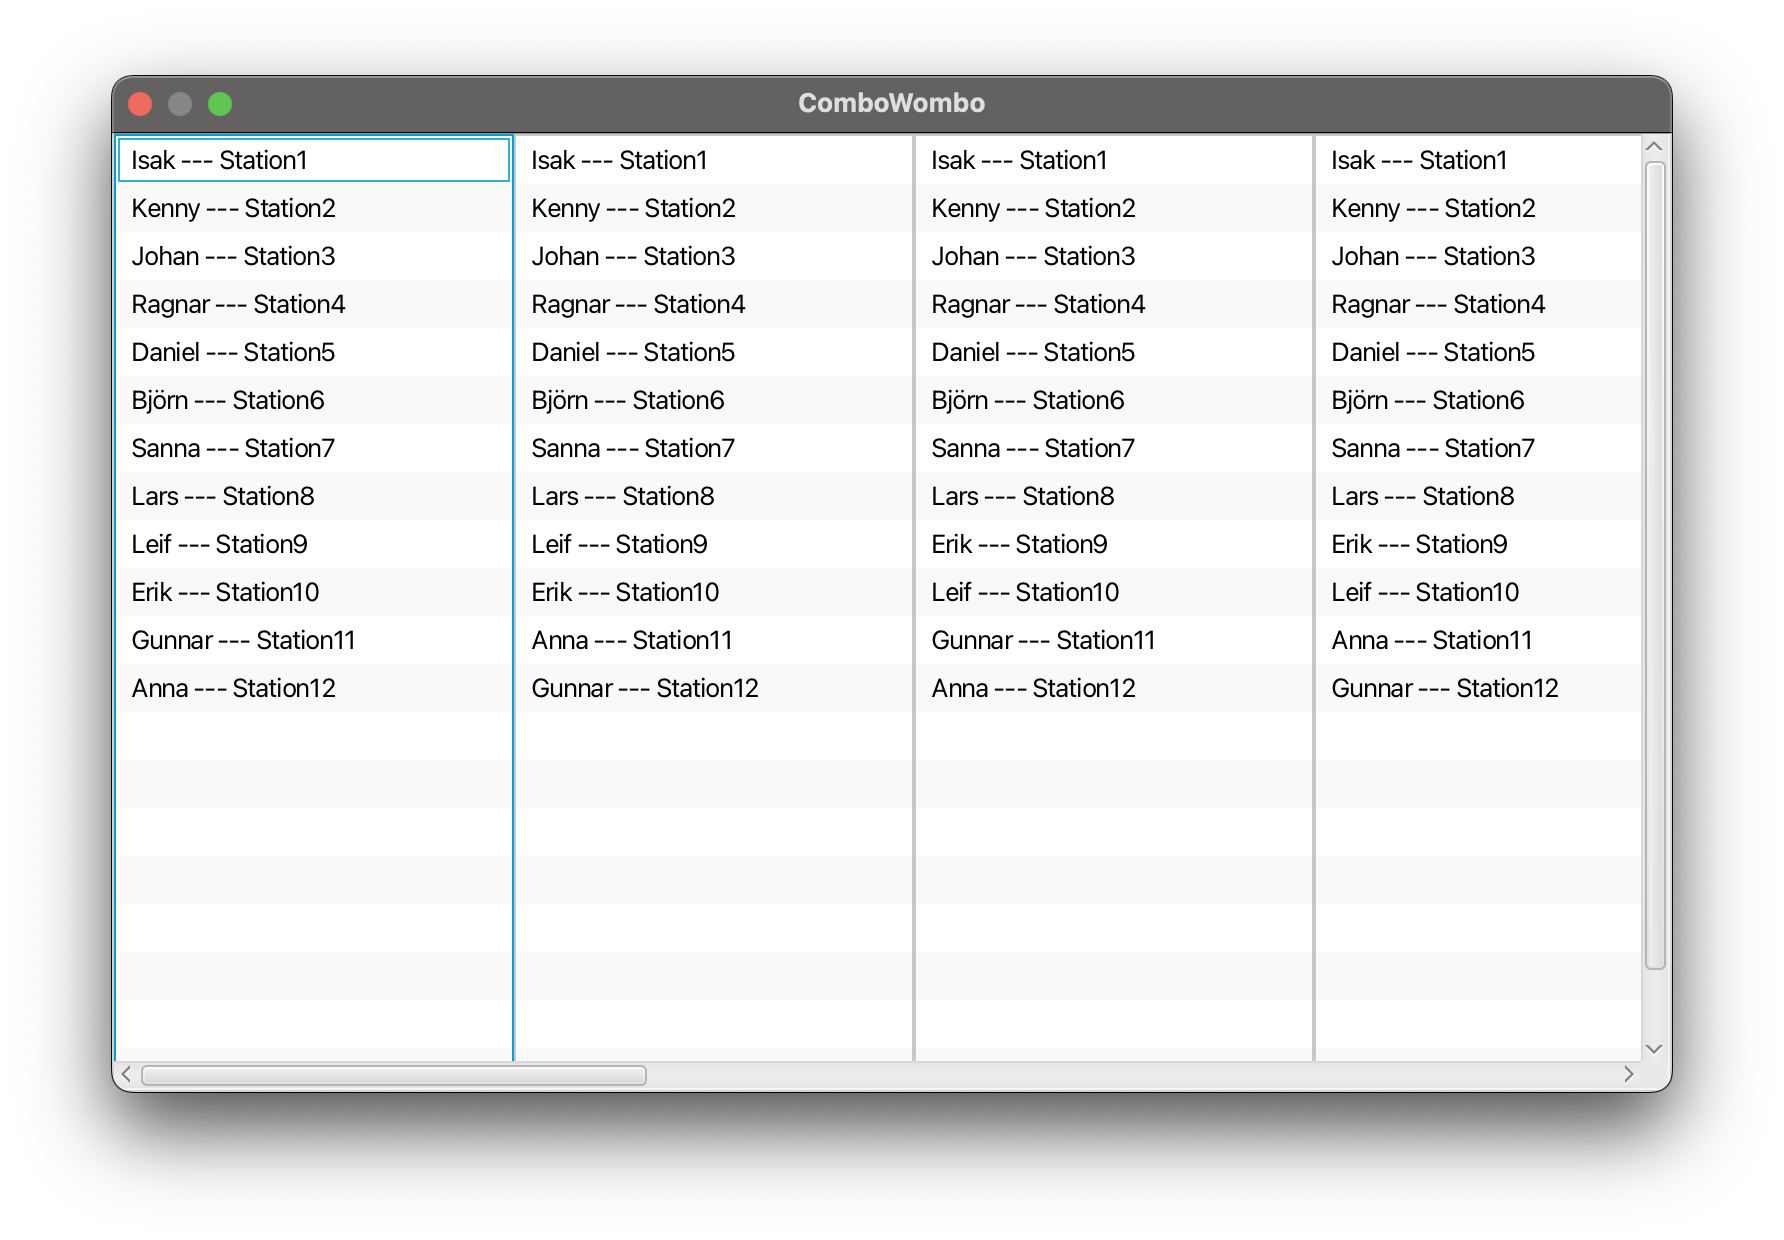 ComboWombo
Isak --- Station1
Kenny --- Station2
Johan --- Station3
Ragnar --- Station4
Daniel --- Station5
Björn --- Station6
Sanna --- Station7
Lars --- Station8
Leif --- Station9
Erik --- Station10
Gunnar --- Station11
Anna --- Station12
Isak --- Station1
Kenny --- Station2
Johan --- Station3
Ragnar --- Station4
Daniel --- Station5
Björn --- Station6
Sanna --- Station7
Lars --- Station8
Leif --- Station9
Erik --- Station10
Anna --- Station11
Gunnar --- Station12
Isak --- Station1
Kenny --- Station2
Johan --- Station3
Ragnar --- Station4
Daniel --- Station5
Björn --- Station6
Sanna --- Station7
Lars --- Station8
Erik --- Station9
Leif --- Station10
Gunnar --- Station11
Anna --- Station12
Isak --- Station1
Kenny --- Station2
Johan --- Station3
Ragnar --- Station4
Daniel --- Station5
Björn --- Station6
Sanna --- Station7
Lars --- Station8
Erik --- Station9
Leif --- Station10
Anna --- Station11
Gunnar --- Station12